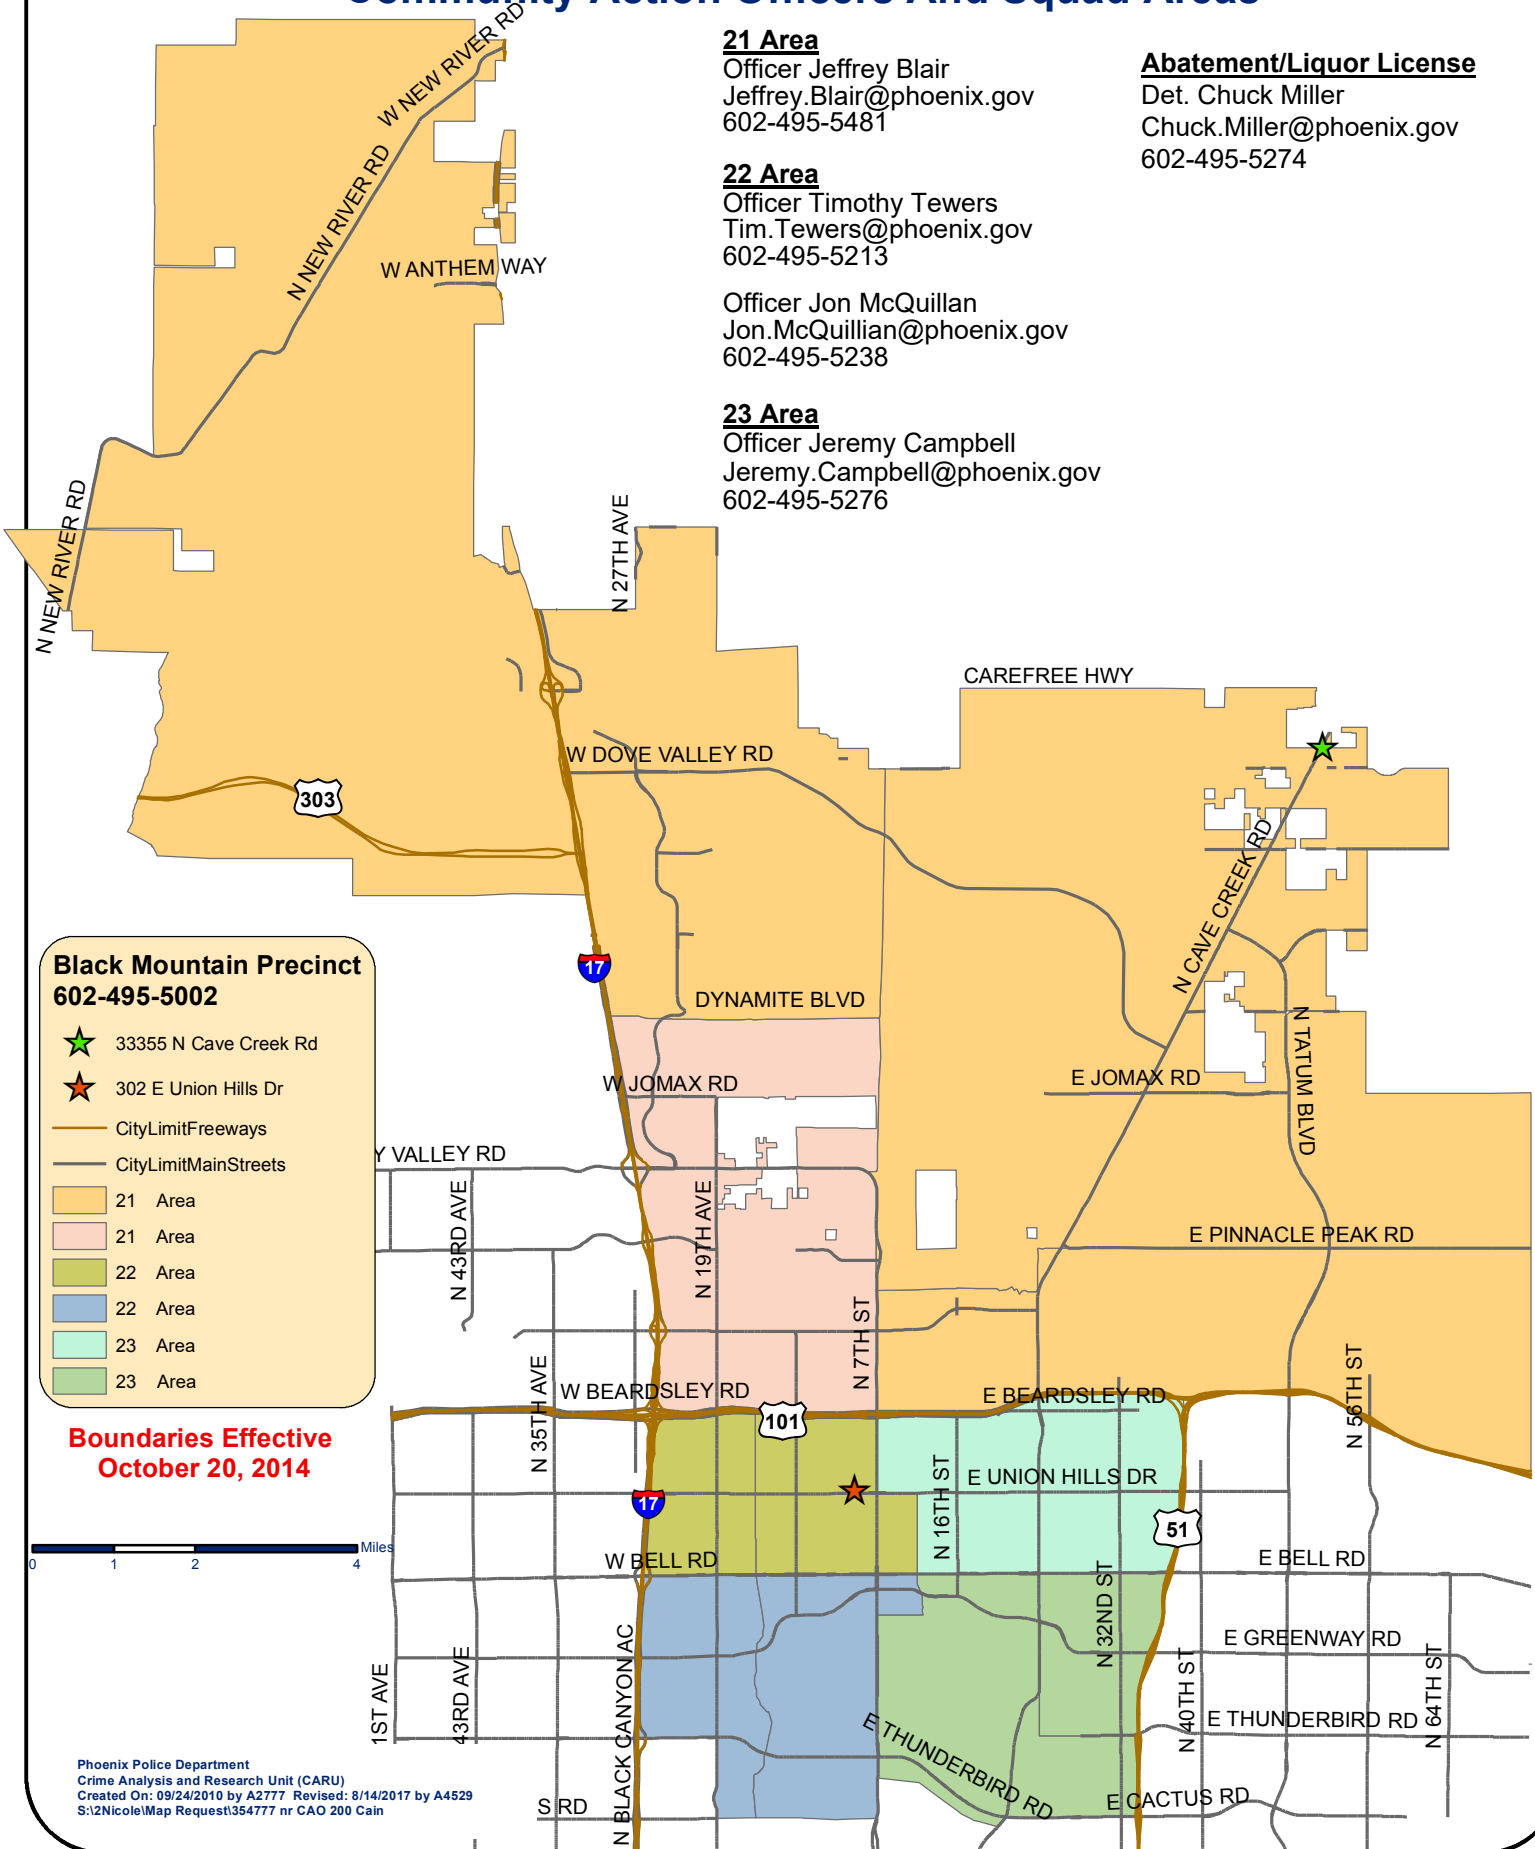 Community Action Officers And Squad Areas
21 Area
Officer Jeffrey Blair
Jeffrey.Blair@phoenix.gov
602-495-5481
Abatement/Liquor License
Det. Chuck Miller
Chuck.Miller@phoenix.gov
602-495-5274
22 Area
Officer Timothy Tewers
Tim.Tewers@phoenix.gov
602-495-5213
Officer Jon McQuillan
Jon.McQuillian@phoenix.gov
602-495-5238
23 Area
Officer Jeremy Campbell
Jeremy.Campbell@phoenix.gov
602-495-5276
W NEW RIVER RD
N NEW RIVER RD
W ANTHEM WAY
N NEW RIVER RD
N 27TH AVE
CAREFREE HWY
W DOVE VALLEY RD
303
N CAVE CREEK RD
17
DYNAMITE BLVD
N TATUM BLVD
W JOMAX RD
E JOMAX RD
Y VALLEY RD
N 43RD AVE
N 19TH AVE
E PINNACLE PEAK RD
N 7TH ST
N 35TH AVE
W BEARDSLEY RD
E BEARDSLEY RD
N 56TH ST
101
E UNION HILLS DR
N 16TH ST
17
51
W BELL RD
E BELL RD
N 32ND ST
E GREENWAY RD
1ST AVE
43RD AVE
N BLACK CANYON AC
N 40TH ST
N 64TH ST
E THUNDERBIRD RD
E THUNDERBIRD RD
S RD
E CACTUS RD
Black Mountain Precinct
602-495-5002
33355 N Cave Creek Rd
302 E Union Hills Dr
CityLimitFreeways
CityLimitMainStreets
21 Area
21 Area
22 Area
22 Area
23 Area
23 Area
Boundaries Effective
October 20, 2014
Miles
0 1 2 4
Phoenix Police Department
Crime Analysis and Research Unit (CARU)
Created On: 09/24/2010 by A2777 Revised: 8/14/2017 by A4529
S:\2Nicole\Map Request\354777 nr CAO 200 Cain